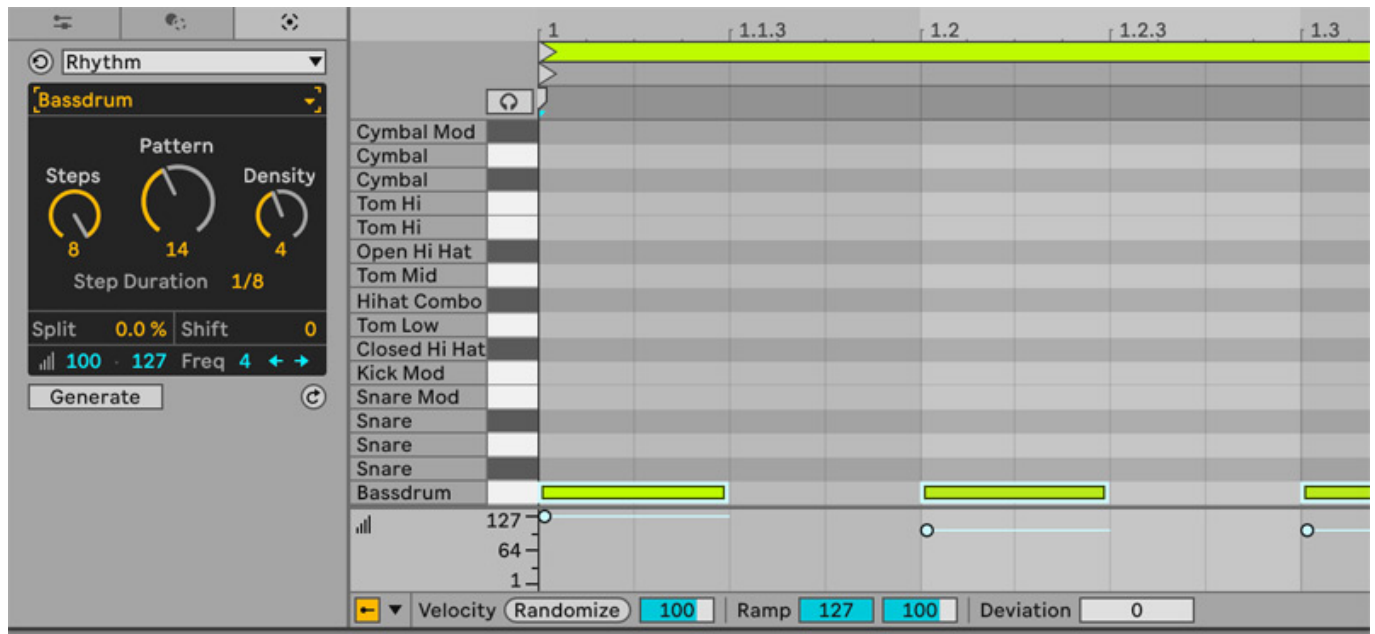 1 1.1.3 1.2 1.2.3 1.3
Rhythm
Bassdrum
Pattern
Steps Density
8 14 4
Step Duration 1/8
Split 0.0 % Shift 0
100 · 127 Freq 4
Generate
Cymbal Mod
Cymbal
Cymbal
Tom Hi
Tom Hi
Open Hi Hat
Tom Mid
Hihat Combo
Tom Low
Closed Hi Hat
Kick Mod
Snare Mod
Snare
Snare
Snare
Bassdrum
127
64
1
Velocity Randomize 100 Ramp 127 100 Deviation 0